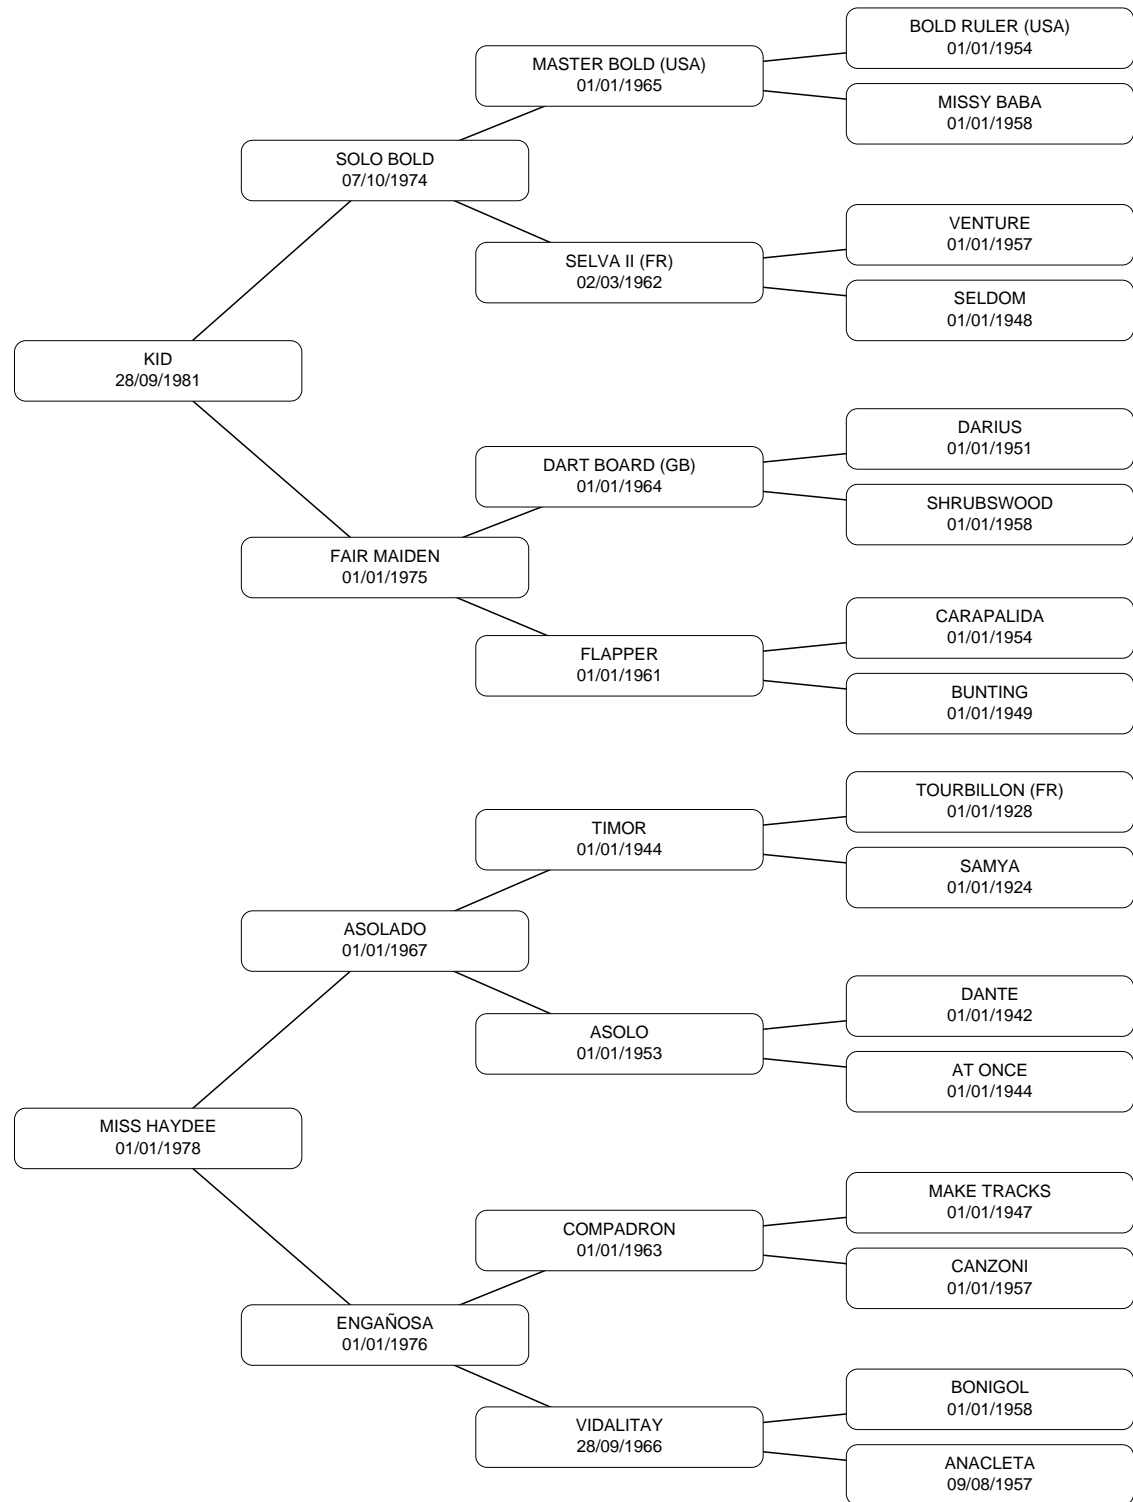 BOLD RULER (USA)
01/01/1954
MASTER BOLD (USA)
01/01/1965
MISSY BABA
01/01/1958
SOLO BOLD
07/10/1974
VENTURE
01/01/1957
SELVA II (FR)
02/03/1962
SELDOM
01/01/1948
KID
28/09/1981
DARIUS
01/01/1951
DART BOARD (GB)
01/01/1964
SHRUBSWOOD
01/01/1958
FAIR MAIDEN
01/01/1975
CARAPALIDA
01/01/1954
FLAPPER
01/01/1961
BUNTING
01/01/1949
TOURBILLON (FR)
01/01/1928
TIMOR
01/01/1944
SAMYA
01/01/1924
ASOLADO
01/01/1967
DANTE
01/01/1942
ASOLO
01/01/1953
AT ONCE
01/01/1944
MISS HAYDEE
01/01/1978
MAKE TRACKS
01/01/1947
COMPADRON
01/01/1963
CANZONI
01/01/1957
ENGAÑOSA
01/01/1976
BONIGOL
01/01/1958
VIDALITAY
28/09/1966
ANACLETA
09/08/1957